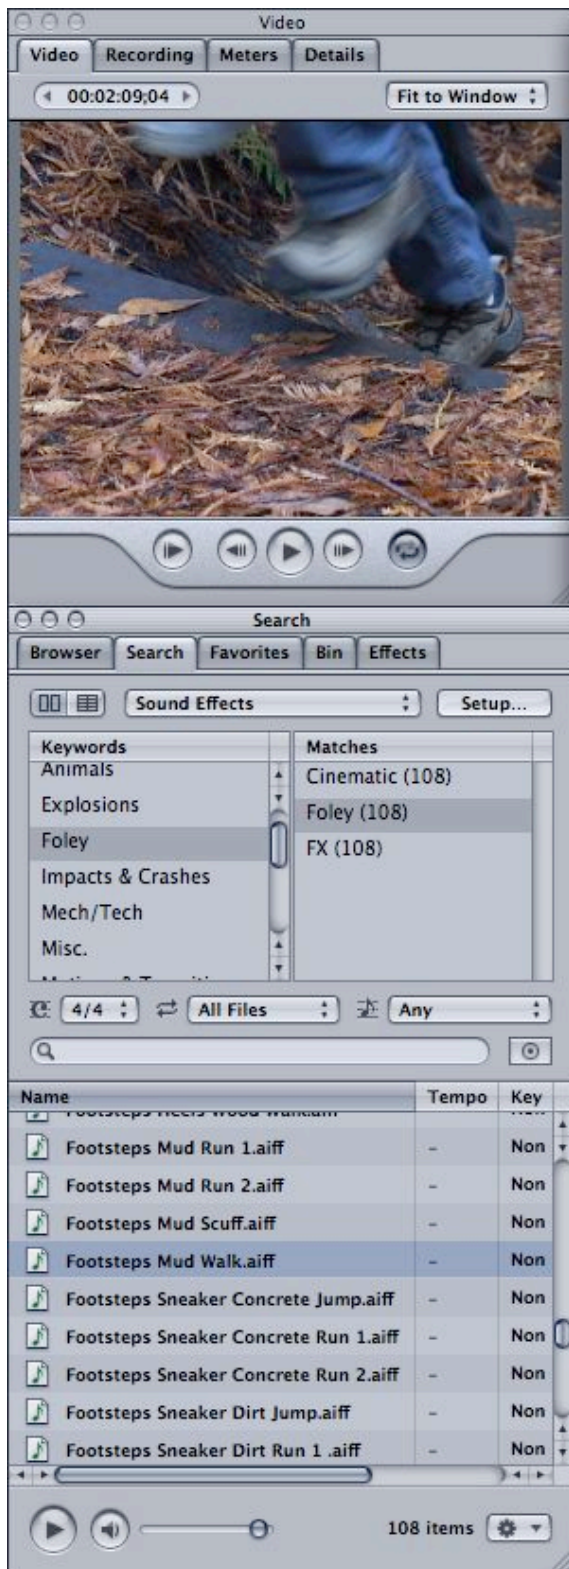 Video
Video Recording Meters Details
00:02:09;04 Fit to Window
Search
Browser Search Favorites Bin Effects
Sound Effects Setup...
Keywords Matches
Animals Cinematic (108)
Explosions Foley (108)
Foley FX (108)
Impacts & Crashes
Mech/Tech
Misc.
4/4 All Files Any
Name Tempo Key
Footsteps Heels Wood Walk.aiff
Footsteps Mud Run 1.aiff – Non
Footsteps Mud Run 2.aiff – Non
Footsteps Mud Scuff.aiff – Non
Footsteps Mud Walk.aiff – Non
Footsteps Sneaker Concrete Jump.aiff – Non
Footsteps Sneaker Concrete Run 1.aiff – Non
Footsteps Sneaker Concrete Run 2.aiff – Non
Footsteps Sneaker Dirt Jump.aiff – Non
Footsteps Sneaker Dirt Run 1 .aiff – Non
108 items